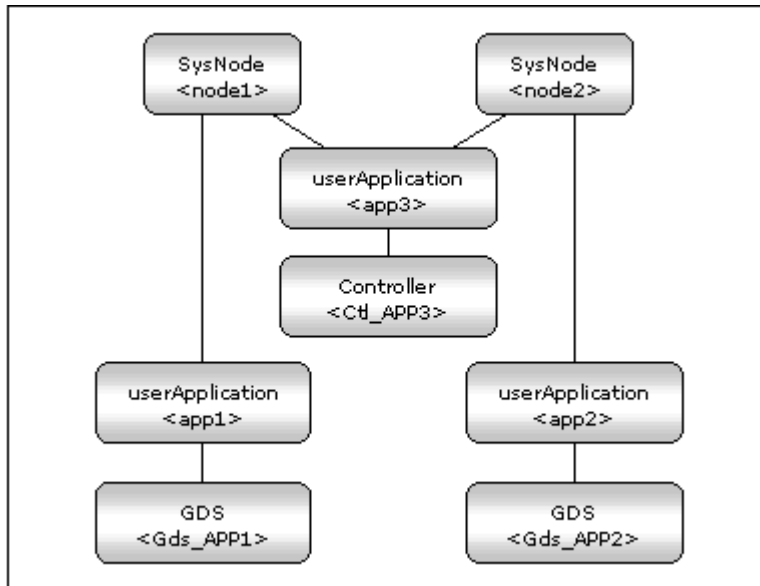 SysNode
<node1>
SysNode
<node2>
userApplication
<app3>
Controller
<Ctl_APP3>
userApplication
<app1>
userApplication
<app2>
GDS
<Gds_APP1>
GDS
<Gds_APP2>